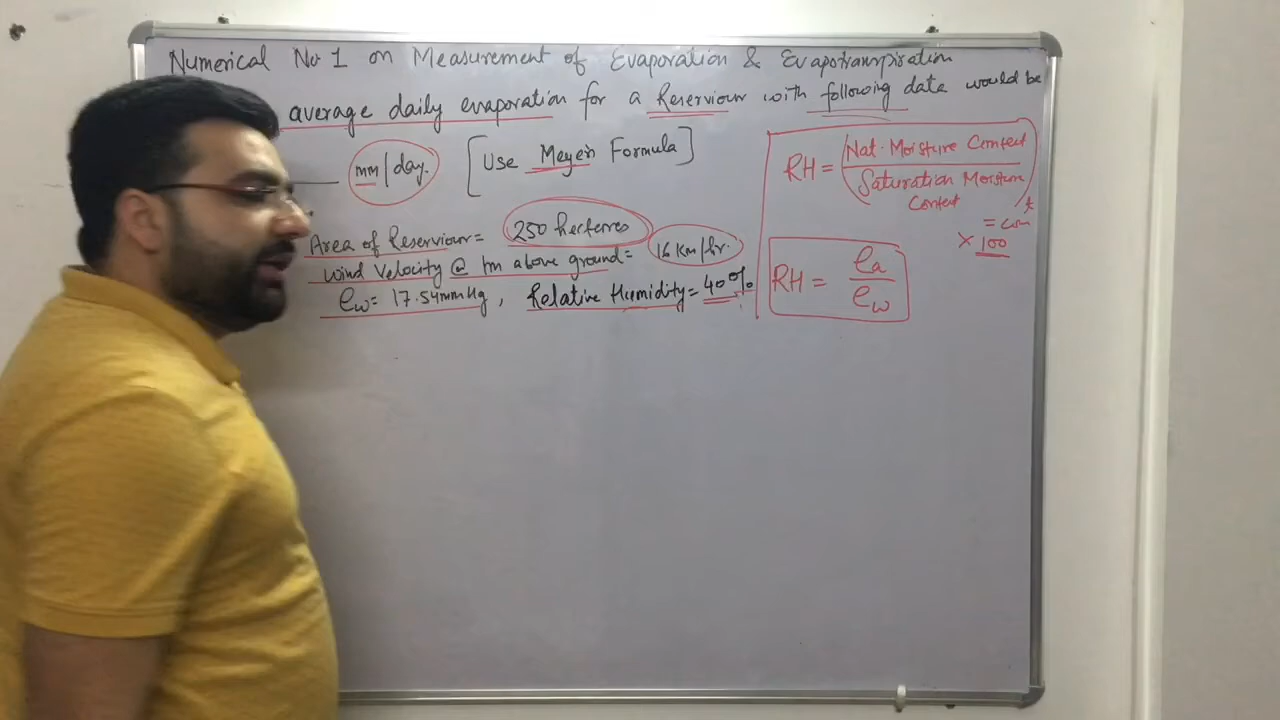 Numerical No 1 on Measurement of Evaporation & Evapotranspiration
average daily evaporation for a Reserviour with following data would be
mm/day. [Use Meyer's Formula]
Area of Reserviour = 250 hectares
wind Velocity @ 1m above ground = 16 Km/hr.
ew = 17.54mmHg, Relative Humidity = 40%
RH = (Nat. Moisture Content / Saturation Moisture Content) × 100
RH = ea / ew